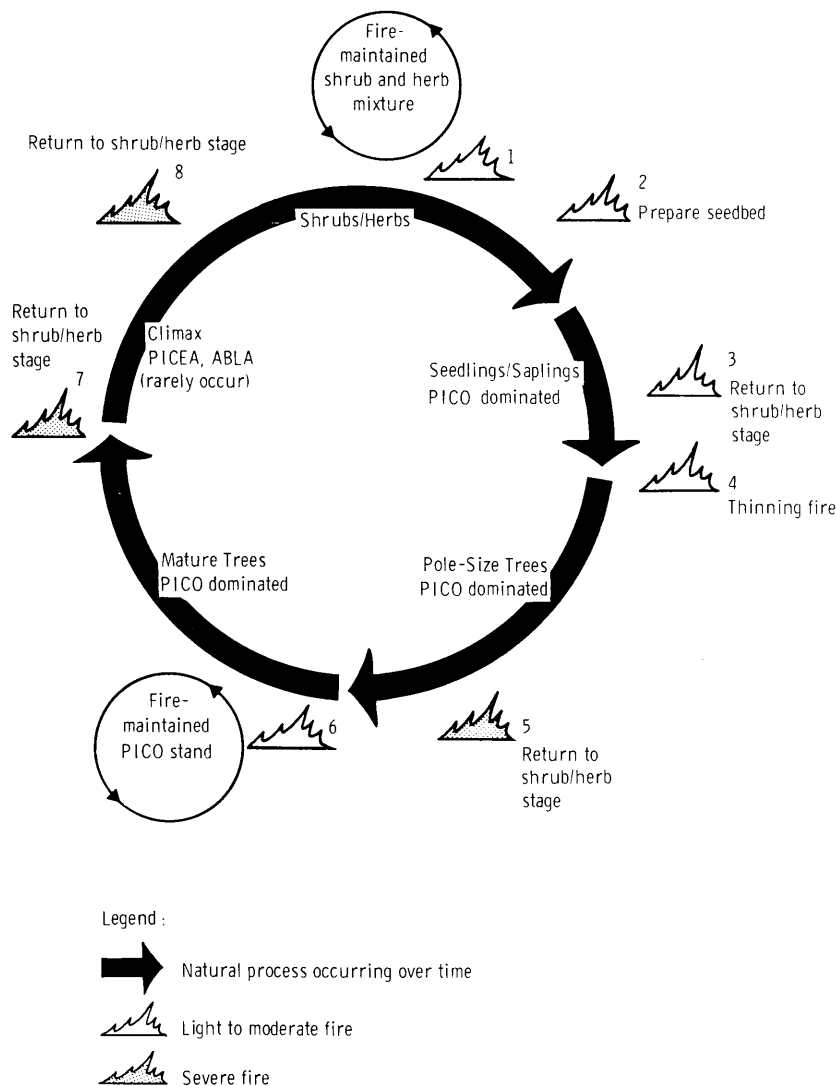 Fire-
maintained
shrub and herb
mixture
Return to shrub/herb stage
8
1
2
Prepare seedbed
Shrubs/Herbs
Return to
shrub/herb
stage
7
Climax
PICEA, ABLA
(rarely occur)
Seedlings/Saplings
PICO dominated
3
Return to
shrub/herb
stage
4
Thinning fire
Mature Trees
PICO dominated
Pole-Size Trees
PICO dominated
Fire-
maintained
PICO stand
6
5
Return to
shrub/herb
stage
Legend :
Natural process occurring over time
Light to moderate fire
Severe fire